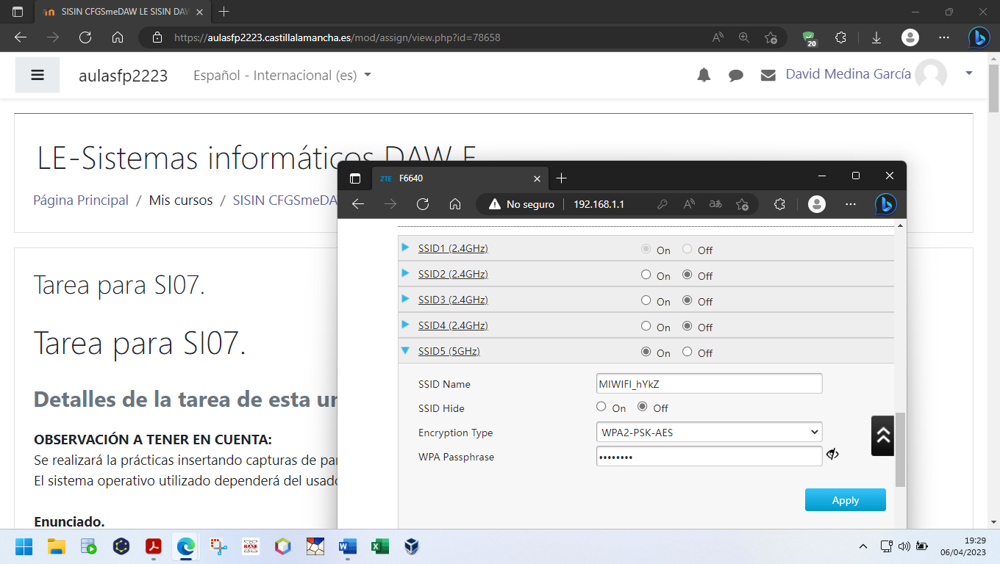 SISIN CFGSmeDAW LE SISIN DAW
https://aulasfp2223.castillalamancha.es/mod/assign/view.php?id=78658
20
aulasfp2223
Español - Internacional (es)
David Medina García
LE-Sistemas informáticos DAW E
Página Principal / Mis cursos / SISIN CFGSmeDA
Tarea para SI07.
Tarea para SI07.
Detalles de la tarea de esta un
OBSERVACIÓN A TENER EN CUENTA:
Se realizará la prácticas insertando capturas de pan
El sistema operativo utilizado dependerá del usado
Enunciado.
ZTE F6640
No seguro 192.168.1.1
SSID1 (2.4GHz) On Off
SSID2 (2.4GHz) On Off
SSID3 (2.4GHz) On Off
SSID4 (2.4GHz) On Off
SSID5 (5GHz) On Off
SSID Name MIWIFI_hYkZ
SSID Hide On Off
Encryption Type WPA2-PSK-AES
WPA Passphrase ••••••••
Apply
BASE
19:29
06/04/2023